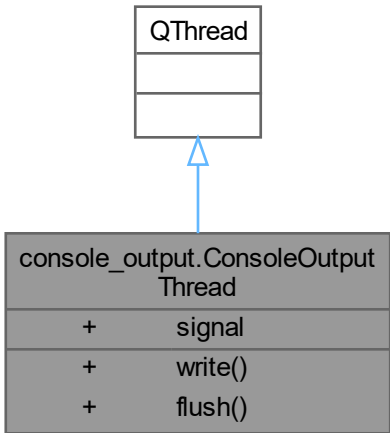 QThread
console_output.ConsoleOutput
Thread
+ signal
+ write()
+ flush()